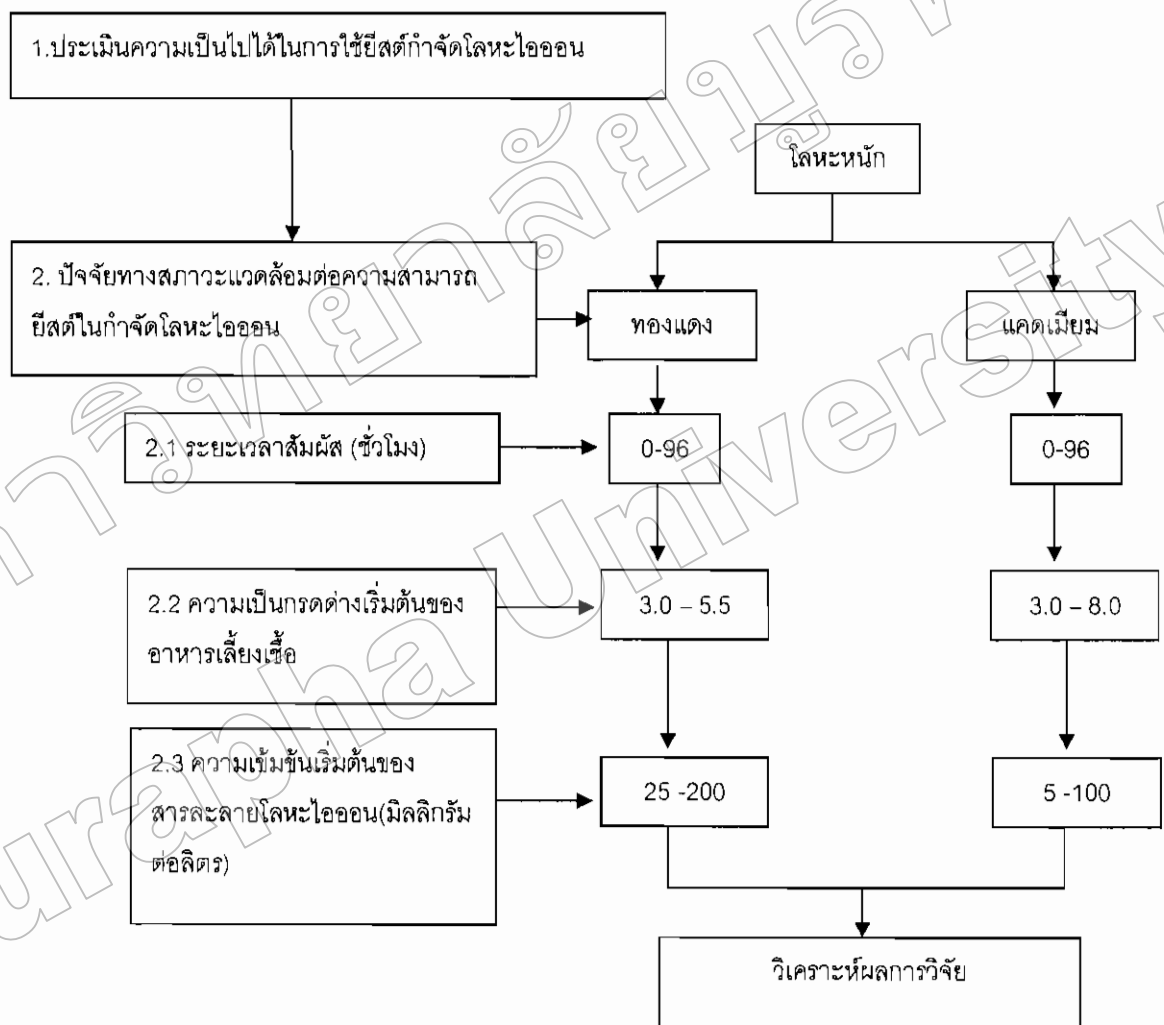 1.ประเมินความเป็นไปได้ในการใช้ยีสต์กำจัดโลหะไอออน
โลหะหนัก
2. ปัจจัยทางสภาวะแวดล้อมต่อความสามารถ
ยีสต์ในกำจัดโลหะไอออน
ทองแดง
แคดเมียม
2.1 ระยะเวลาสัมผัส (ชั่วโมง)
0-96
0-96
2.2 ความเป็นกรดด่างเริ่มต้นของ
อาหารเลี้ยงเชื้อ
3.0 – 5.5
3.0 – 8.0
2.3 ความเข้มข้นเริ่มต้นของ
สารละลายโลหะไอออน(มิลลิกรัม
ต่อลิตร)
25 -200
5 -100
วิเคราะห์ผลการวิจัย
Burapha University